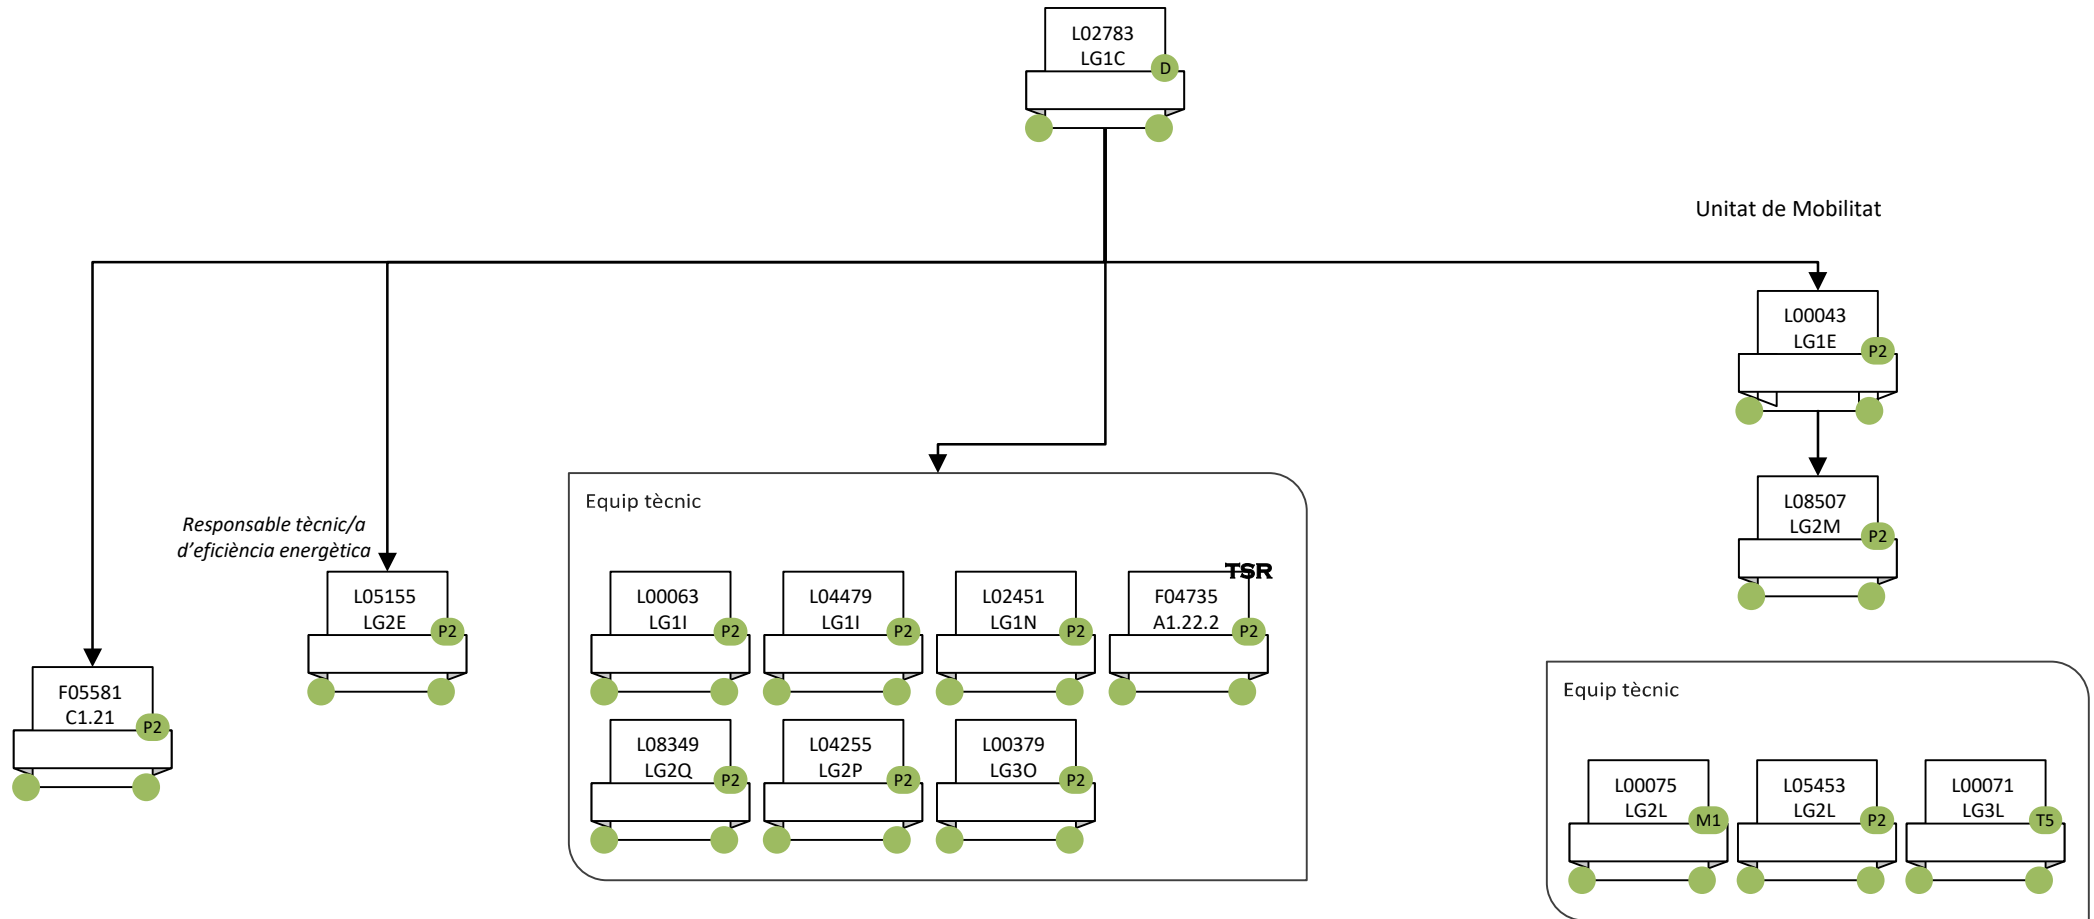 L02783
LG1C
D
Unitat de Mobilitat
L00043
LG1E
P2
L08507
LG2M
P2
Responsable tècnic/a
d’eficiència energètica
L05155
LG2E
P2
F05581
C1.21
P2
Equip tècnic
L00063
LG1I
P2
L04479
LG1I
P2
L02451
LG1N
P2
TSR
F04735
A1.22.2
P2
L08349
LG2Q
P2
L04255
LG2P
P2
L00379
LG3O
P2
Equip tècnic
L00075
LG2L
M1
L05453
LG2L
P2
L00071
LG3L
T5